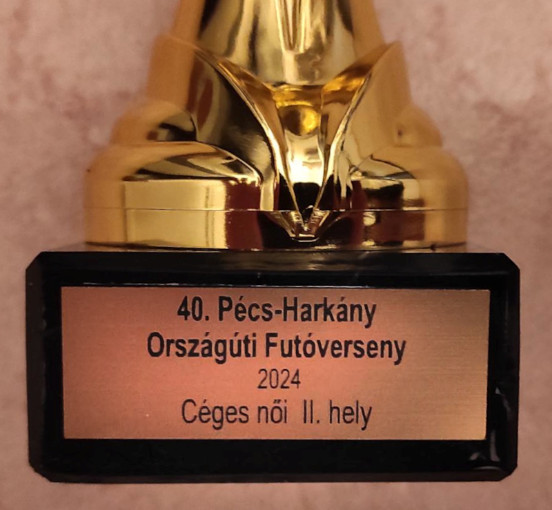 40. Pécs-Harkány
Országúti Futóverseny
2024
Céges női II. hely